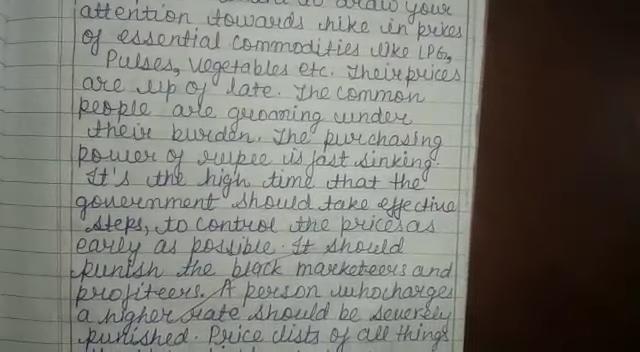 to draw your
attention towards hike in prices
of essential commodities like LPG,
Pulses, vegetables etc. Their prices
are up of late. The common
people are groaning under
their burden. The purchasing
power of rupee is fast sinking.
It's the high time that the
government should take effective
steps, to control the prices as
early as possible. It should
punish the black marketeers and
profiteers. A person who charges
a higher rate should be severely
punished. Price lists of all things